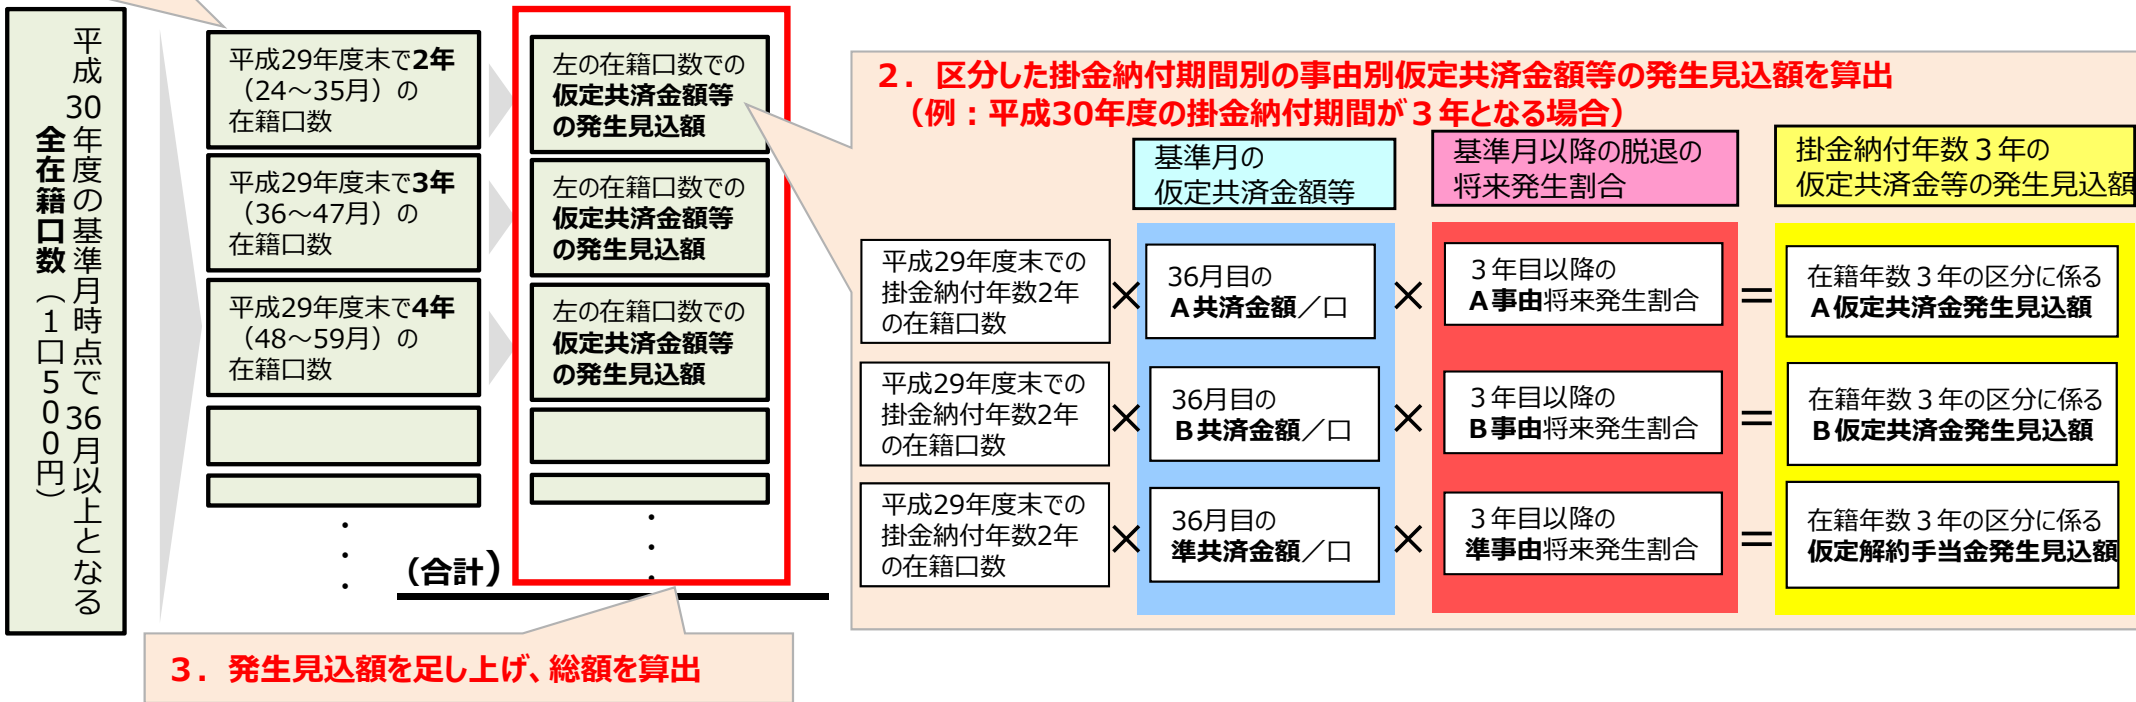 平成30年度の基準月時点で36月以上となる
全在籍口数（１口５００円）
平成29年度末で2年
（24～35月）の
在籍口数
平成29年度末で3年
（36～47月）の
在籍口数
平成29年度末で4年
（48～59月）の
在籍口数
・
・
・
左の在籍口数での
仮定共済金額等
の発生見込額
左の在籍口数での
仮定共済金額等
の発生見込額
左の在籍口数での
仮定共済金額等
の発生見込額
・
・
・
（合計）
３．発生見込額を足し上げ、総額を算出
２．区分した掛金納付期間別の事由別仮定共済金額等の発生見込額を算出
（例：平成30年度の掛金納付期間が３年となる場合）
基準月の
仮定共済金額等
基準月以降の脱退の
将来発生割合
掛金納付年数３年の
仮定共済金等の発生見込額
平成29年度末での
掛金納付年数2年
の在籍口数
×
36月目の
Ａ共済金額／口
×
３年目以降の
Ａ事由将来発生割合
＝
在籍年数３年の区分に係る
Ａ仮定共済金発生見込額
平成29年度末での
掛金納付年数2年
の在籍口数
×
36月目の
Ｂ共済金額／口
×
３年目以降の
Ｂ事由将来発生割合
＝
在籍年数３年の区分に係る
Ｂ仮定共済金発生見込額
平成29年度末での
掛金納付年数2年
の在籍口数
×
36月目の
準共済金額／口
×
３年目以降の
準事由将来発生割合
＝
在籍年数３年の区分に係る
仮定解約手当金発生見込額